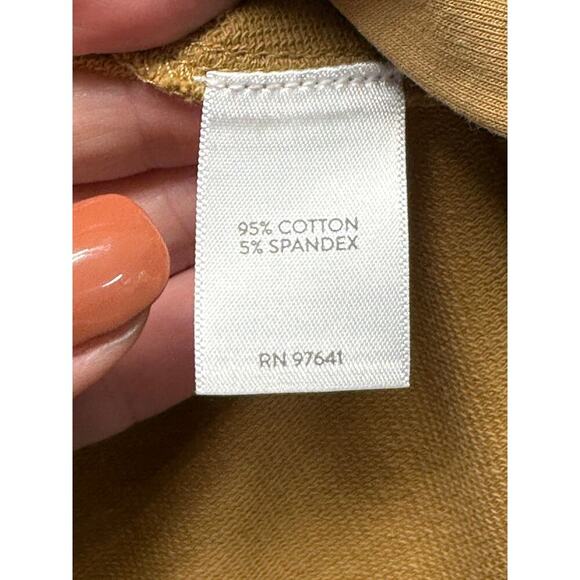 95% COTTON
5% SPANDEX
RN 97641